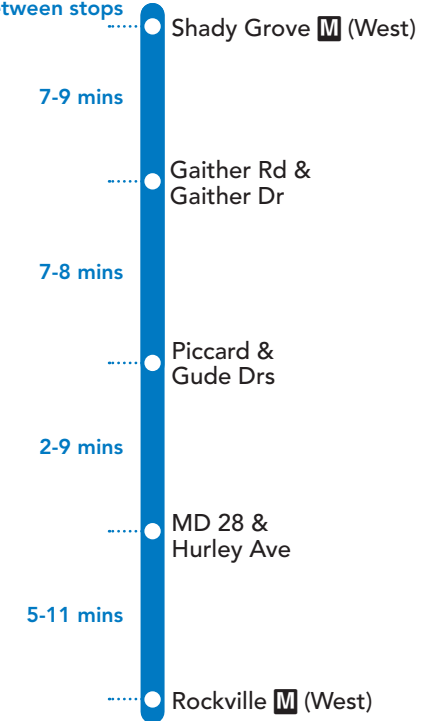 between stops
Shady Grove M (West)
7-9 mins
Gaither Rd &
Gaither Dr
7-8 mins
Piccard &
Gude Drs
2-9 mins
MD 28 &
Hurley Ave
5-11 mins
Rockville M (West)